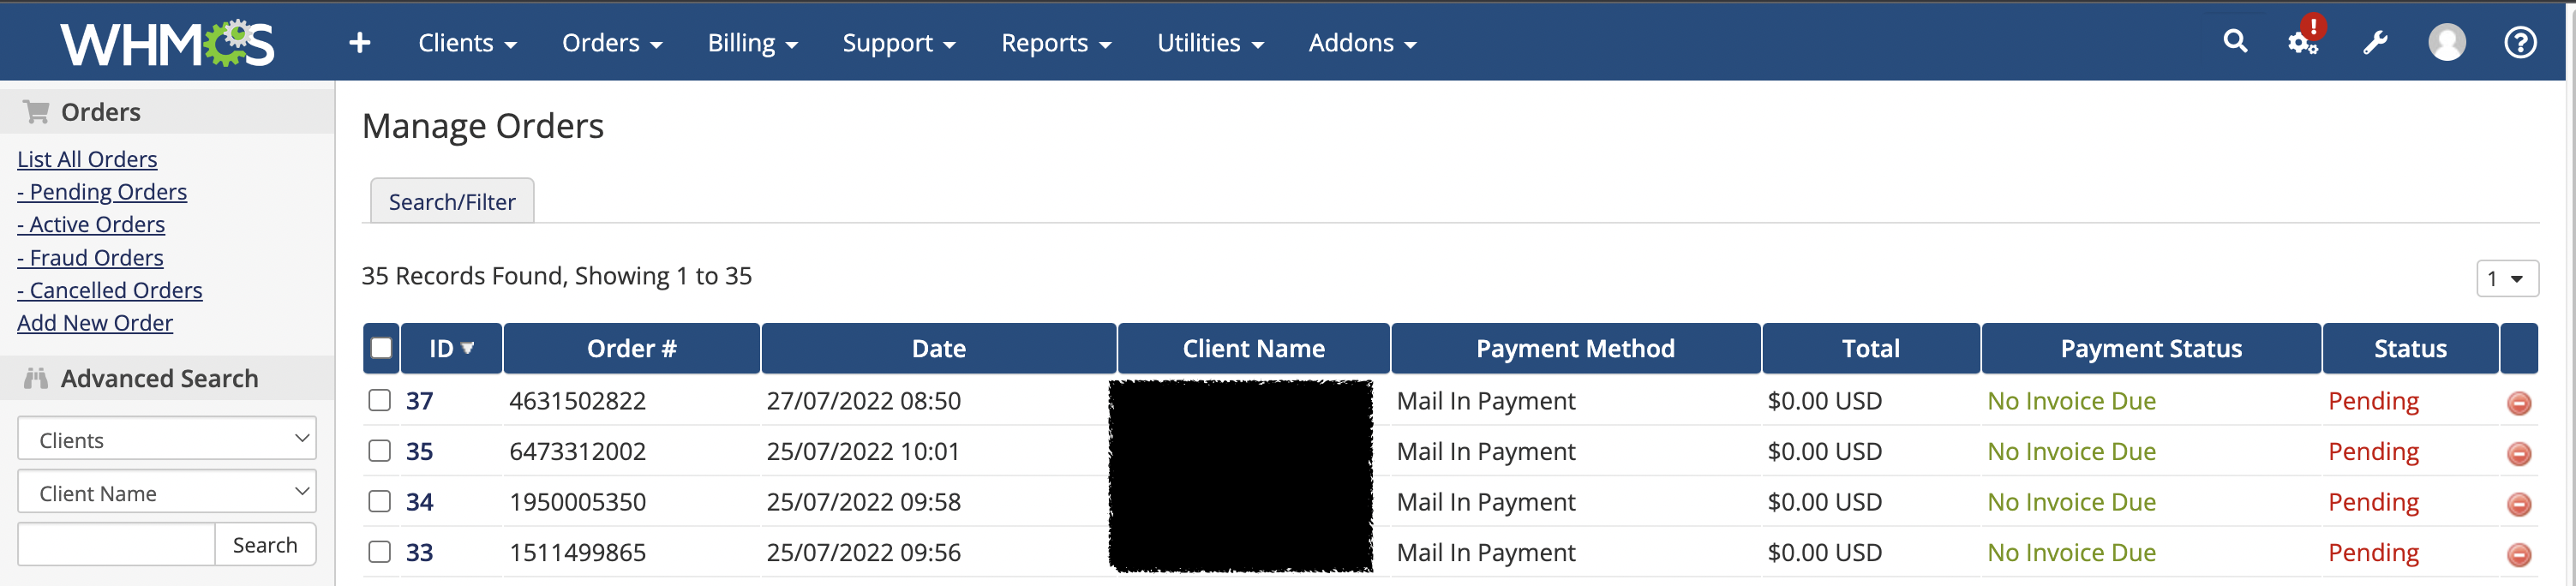 WHMCS
+ Clients Orders Billing Support Reports Utilities Addons ! ?
Orders
List All Orders
- Pending Orders
- Active Orders
- Fraud Orders
- Cancelled Orders
Add New Order
Advanced Search
Clients
Client Name
Search
Manage Orders
Search/Filter
35 Records Found, Showing 1 to 35
1
ID Order # Date Client Name Payment Method Total Payment Status Status
37 4631502822 27/07/2022 08:50 Mail In Payment $0.00 USD No Invoice Due Pending
35 6473312002 25/07/2022 10:01 Mail In Payment $0.00 USD No Invoice Due Pending
34 1950005350 25/07/2022 09:58 Mail In Payment $0.00 USD No Invoice Due Pending
33 1511499865 25/07/2022 09:56 Mail In Payment $0.00 USD No Invoice Due Pending